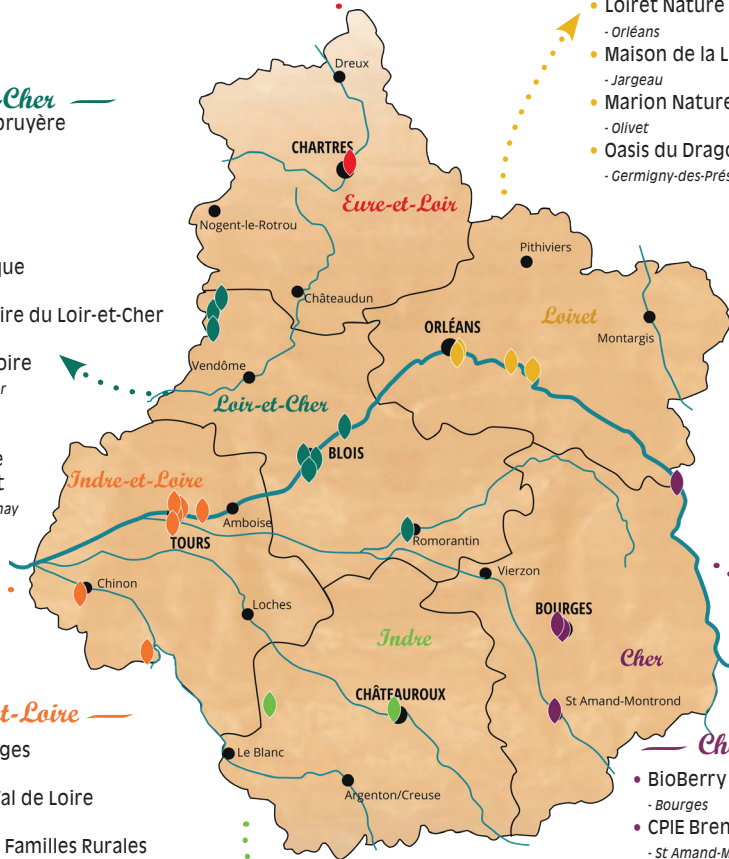 Loiret Nature
- Orléans
Maison de la L
- Jargeau
Marion Nature
- Olivet
Oasis du Drago
- Germigny-des-Prés
-Cher
bruyère
que
ire du Loir-et-Cher
oire
er
e
t
nay
Dreux
CHARTRES
Eure-et-Loir
Nogent-le-Rotrou
Pithiviers
Châteaudun
ORLÉANS
Loiret
Montargis
Vendôme
Loir-et-Cher
BLOIS
Indre-et-Loire
Amboise
TOURS
Romorantin
Vierzon
Chinon
Loches
BOURGES
Indre
Cher
CHÂTEAUROUX
St Amand-Montrond
Le Blanc
Argenton/Creuse
et-Loire
ges
Val de Loire
Familles Rurales
Ch
BioBerry
- Bourges
CPIE Bren
- St Amand-M